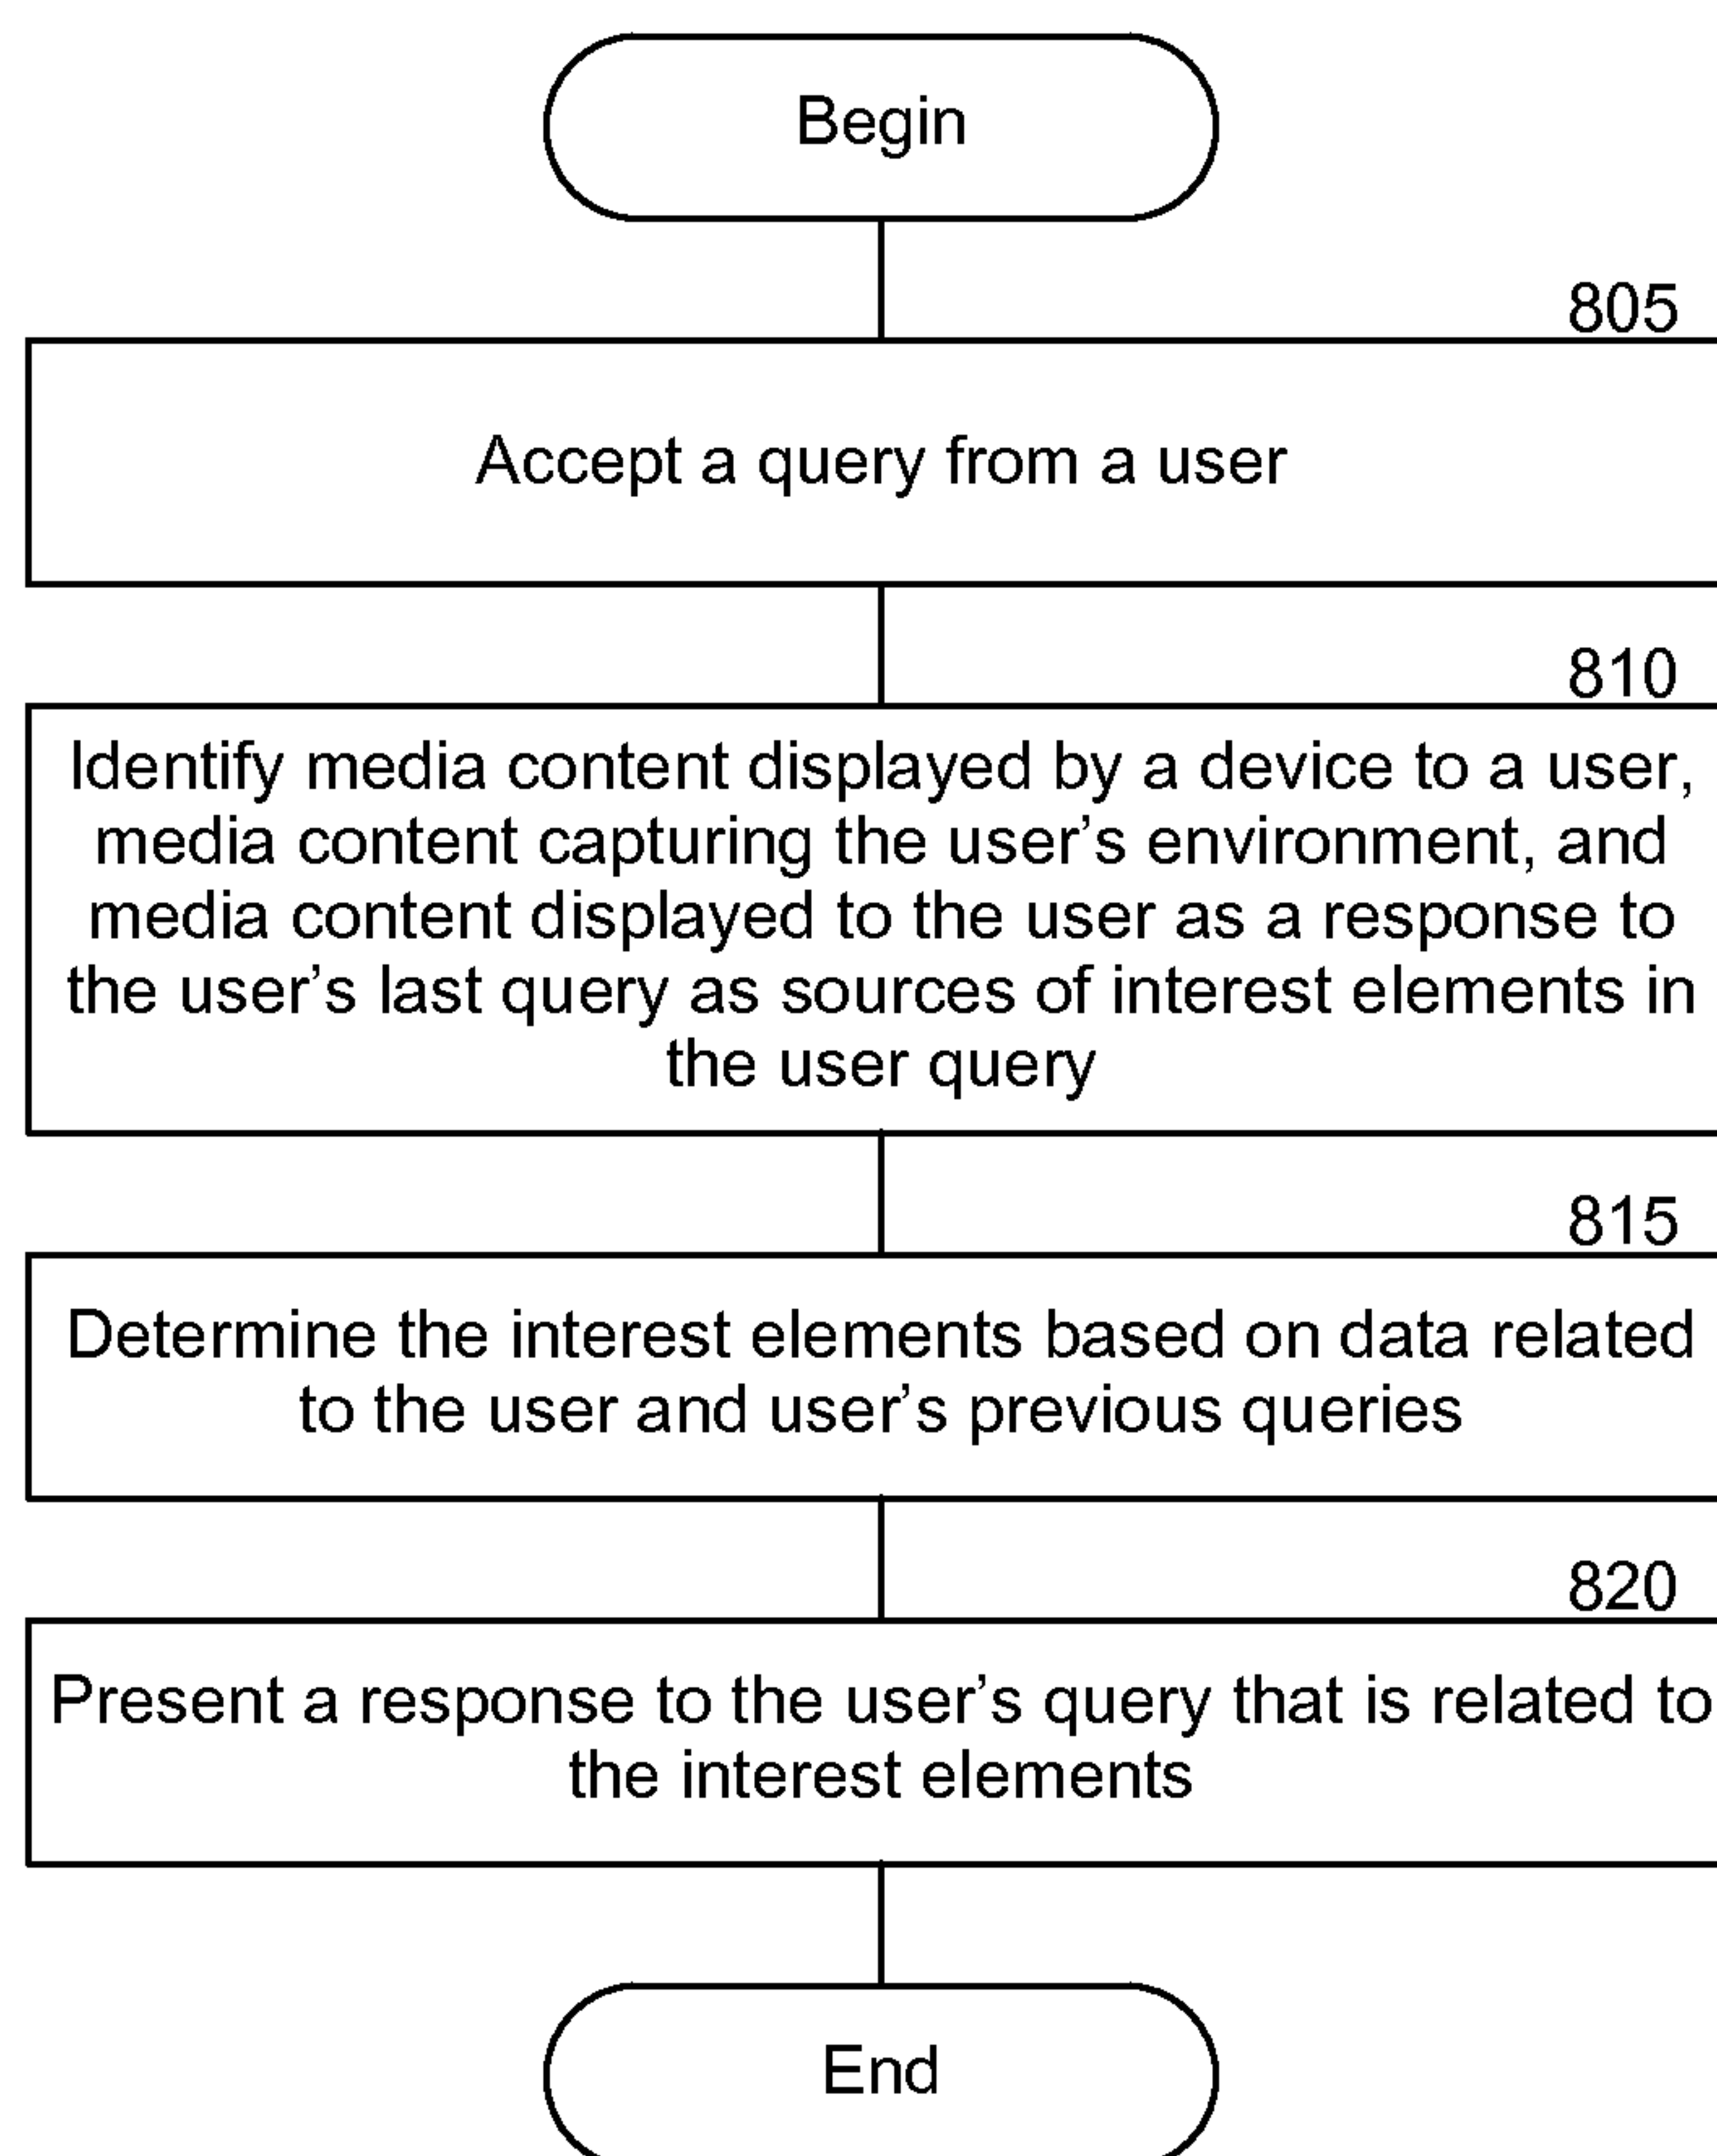 Begin
805
Accept a query from a user
810
Identify media content displayed by a device to a user,
media content capturing the user’s environment, and
media content displayed to the user as a response to
the user’s last query as sources of interest elements in
the user query
815
Determine the interest elements based on data related
to the user and user’s previous queries
820
Present a response to the user’s query that is related to
the interest elements
End